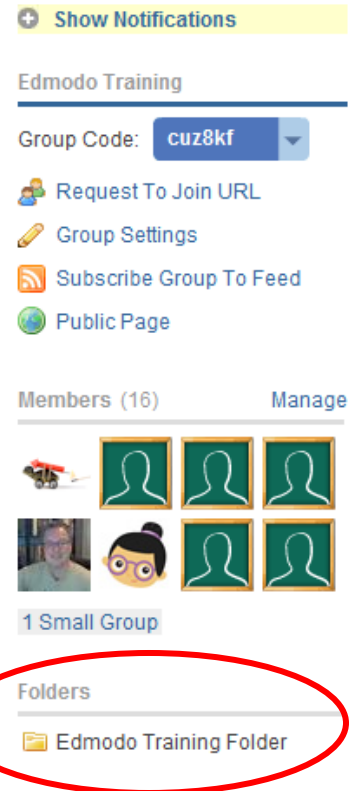 Show Notifications
Edmodo Training
Group Code: cuz8kf
Request To Join URL
Group Settings
Subscribe Group To Feed
Public Page
Members (16) Manage
1 Small Group
Folders
Edmodo Training Folder